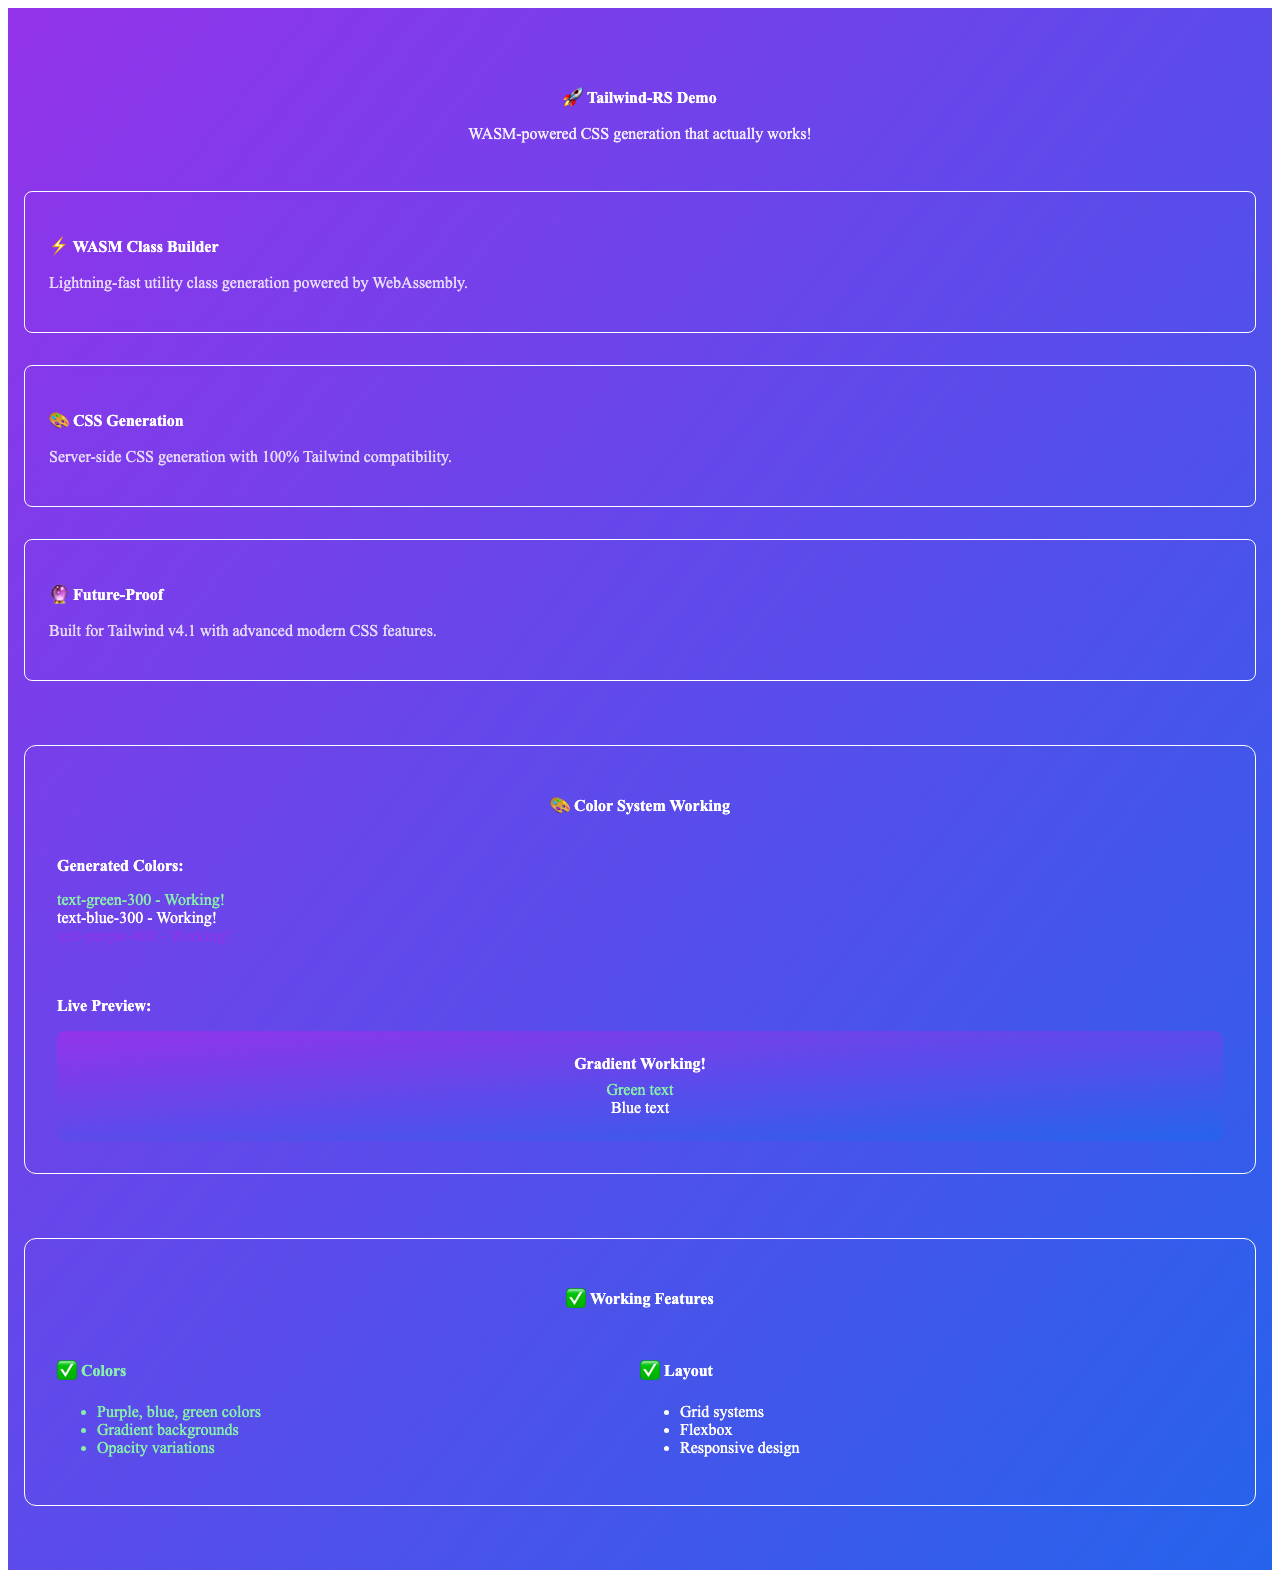 🚀 Tailwind-RS Demo
WASM-powered CSS generation that actually works!
⚡ WASM Class Builder
Lightning-fast utility class generation powered by WebAssembly.
🎨 CSS Generation
Server-side CSS generation with 100% Tailwind compatibility.
🔮 Future-Proof
Built for Tailwind v4.1 with advanced modern CSS features.
🎨 Color System Working
Generated Colors:
text-green-300 - Working!
text-blue-300 - Working!
Live Preview:
Gradient Working!
Green text
Blue text
✅ Working Features
✅ Colors
Purple, blue, green colors
Gradient backgrounds
Opacity variations
✅ Layout
Grid systems
Flexbox
Responsive design